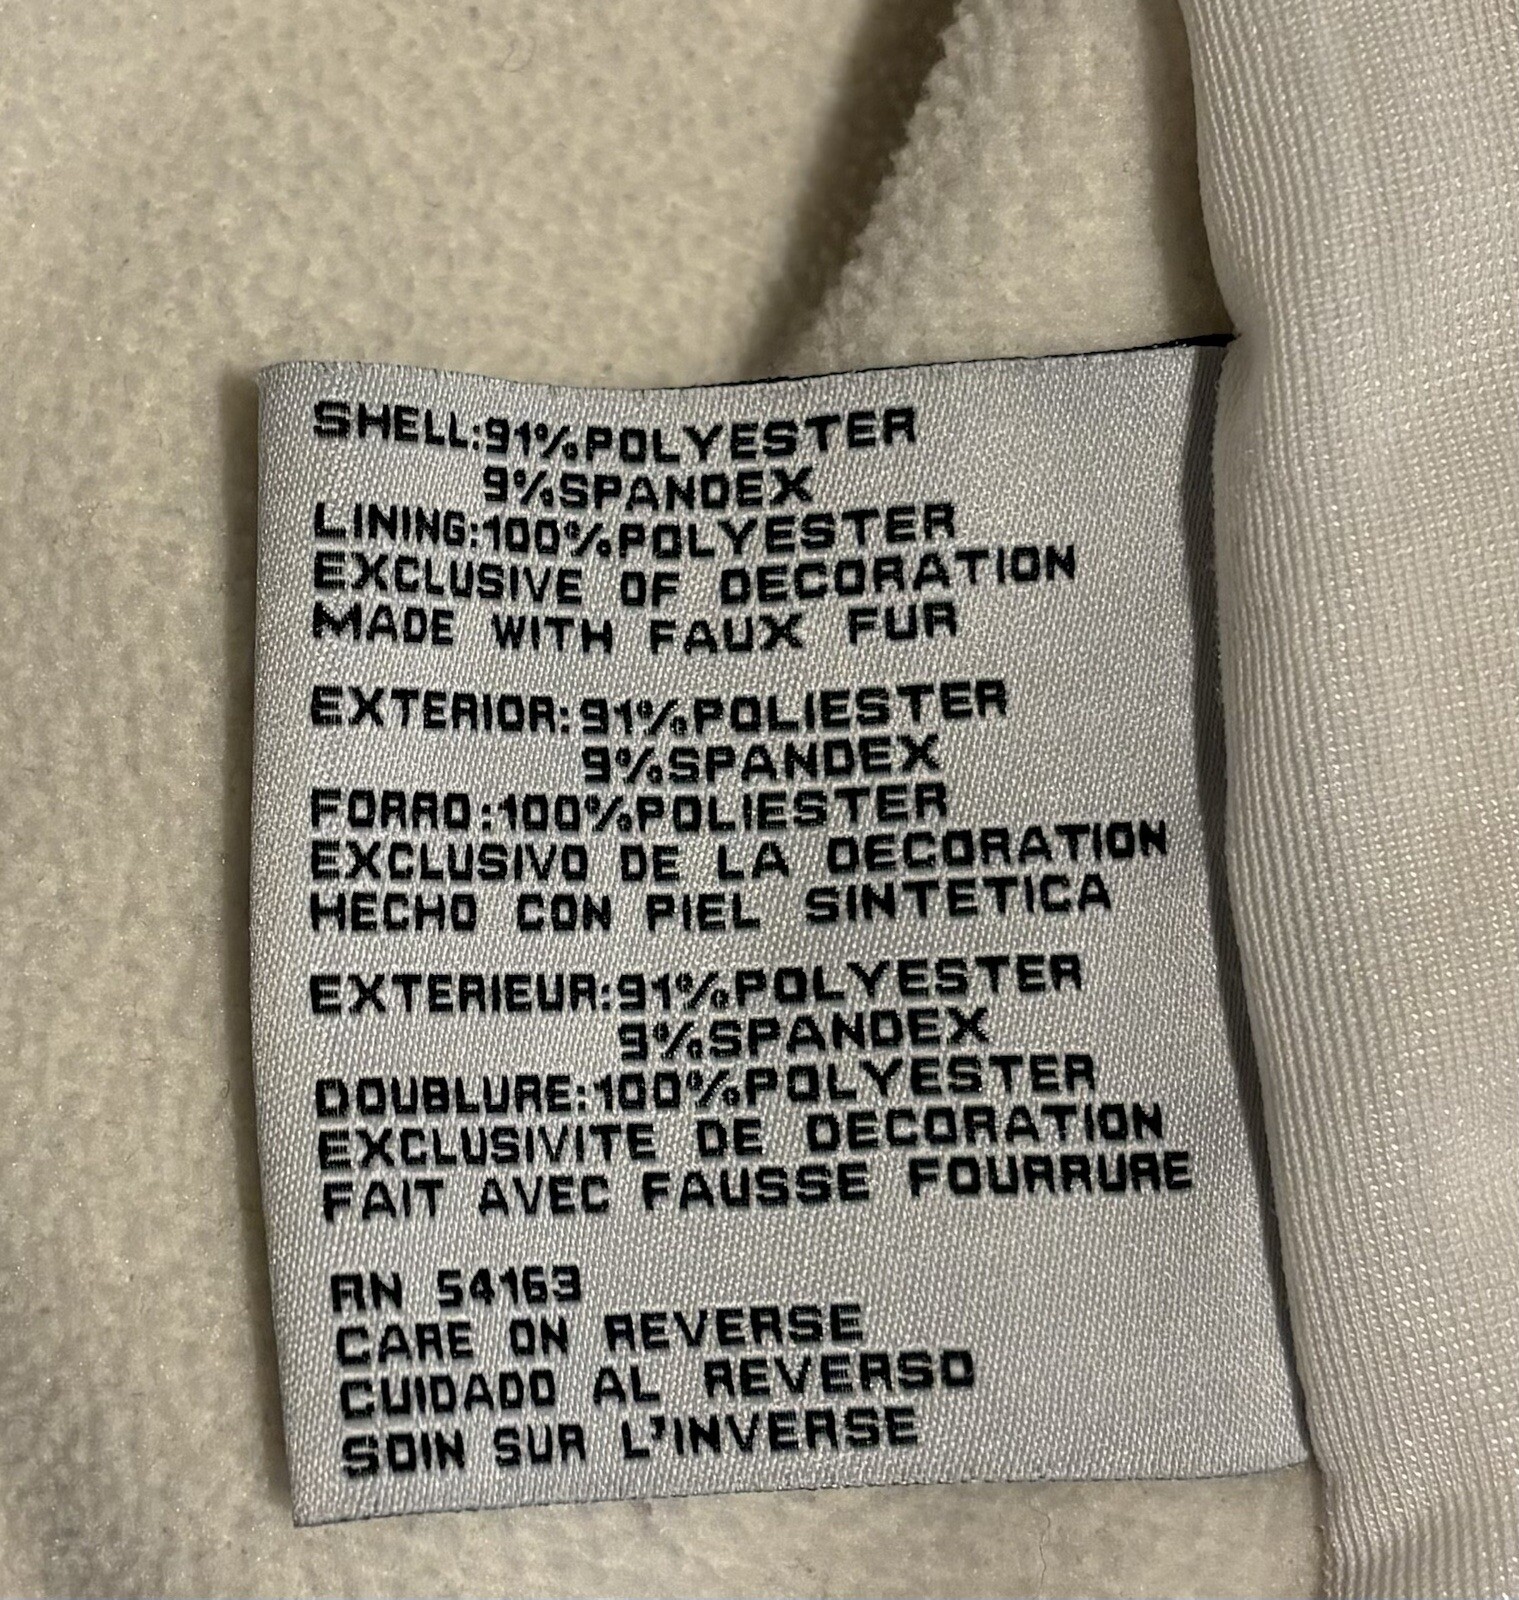 SHELL:91%POLYESTER
9%SPANDEX
LINING:100%POLYESTER
EXCLUSIVE OF DECORATION
MADE WITH FAUX FUR
EXTERIOR:91%POLIESTER
9%SPANDEX
FORRO:100%POLIESTER
EXCLUSIVO DE LA DECORATION
HECHO CON PIEL SINTETICA
EXTERIEUR:91%POLYESTER
9%SPANDEX
DOUBLURE:100%POLYESTER
EXCLUSIVITE DE DECORATION
FAIT AVEC FAUSSE FOURRURE
RN 54163
CARE ON REVERSE
CUIDADO AL REVERSO
SOIN SUR L'INVERSE